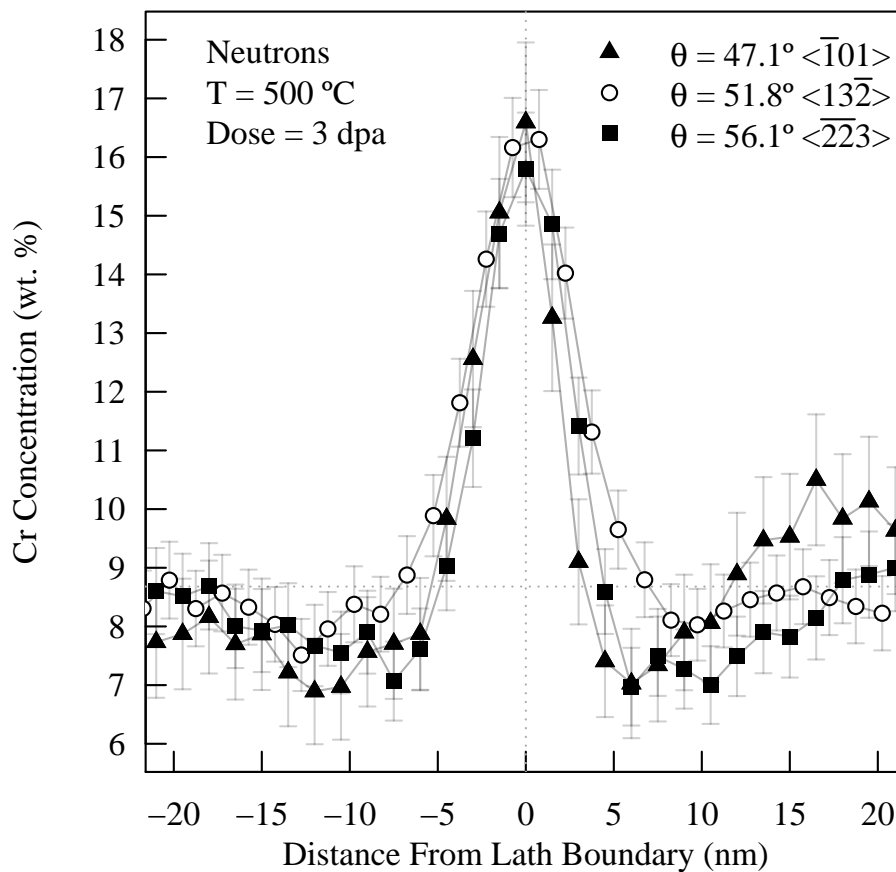 Neutrons
T = 500 ºC
Dose = 3 dpa
θ = 47.1º <1̅01>
θ = 51.8º <132̅>
θ = 56.1º <2̅2̅3>
Cr Concentration (wt. %)
18
17
16
15
14
13
12
11
10
9
8
7
6
−20 −15 −10 −5 0 5 10 15 20
Distance From Lath Boundary (nm)